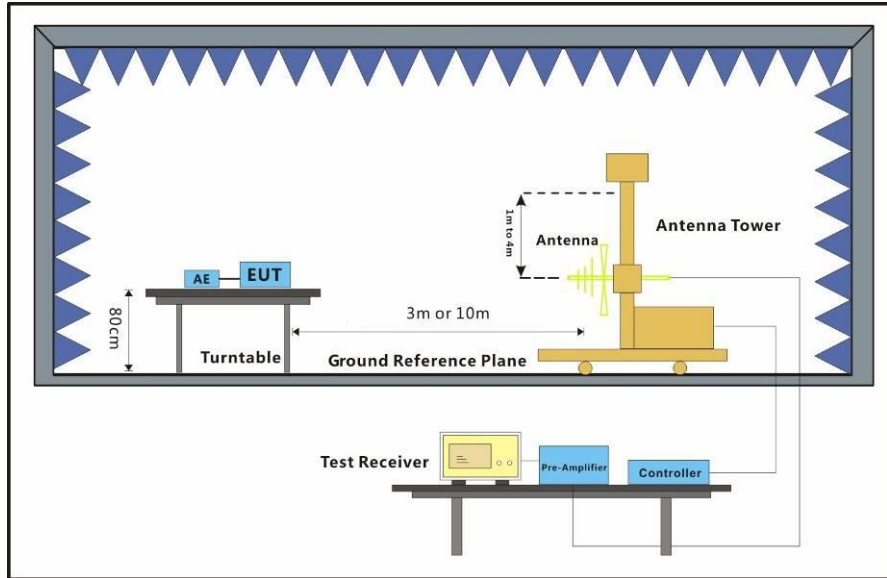 1m to 4m
Antenna
Antenna Tower
AE
EUT
80cm
3m or 10m
Turntable
Ground Reference Plane
Test Receiver
Pre-Amplifier
Controller